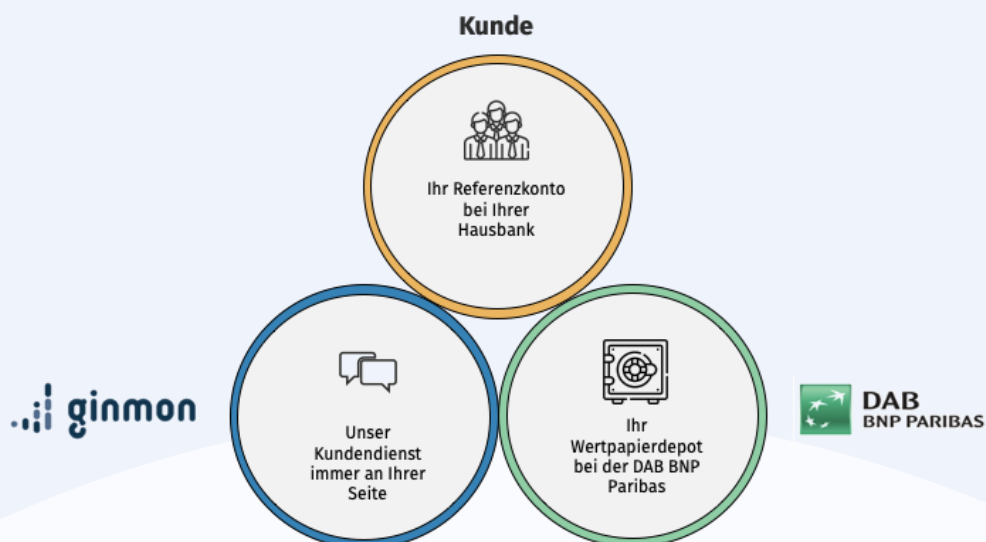 Kunde
Ihr Referenzkonto
bei Ihrer
Hausbank
ginmon
Unser
Kundendienst
immer an Ihrer
Seite
Ihr
Wertpapierdepot
bei der DAB BNP
Paribas
DAB
BNP PARIBAS